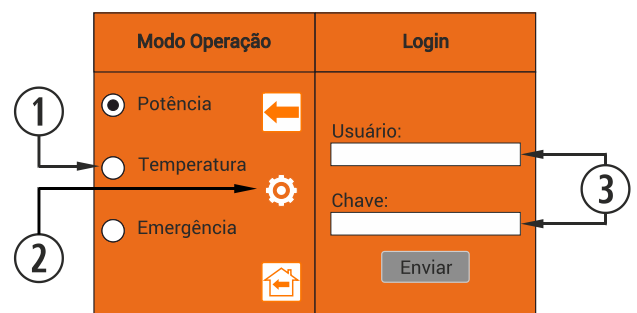 Modo Operação
Login
1
Potência
Usuário:
Temperatura
3
Chave:
2
Emergência
Enviar